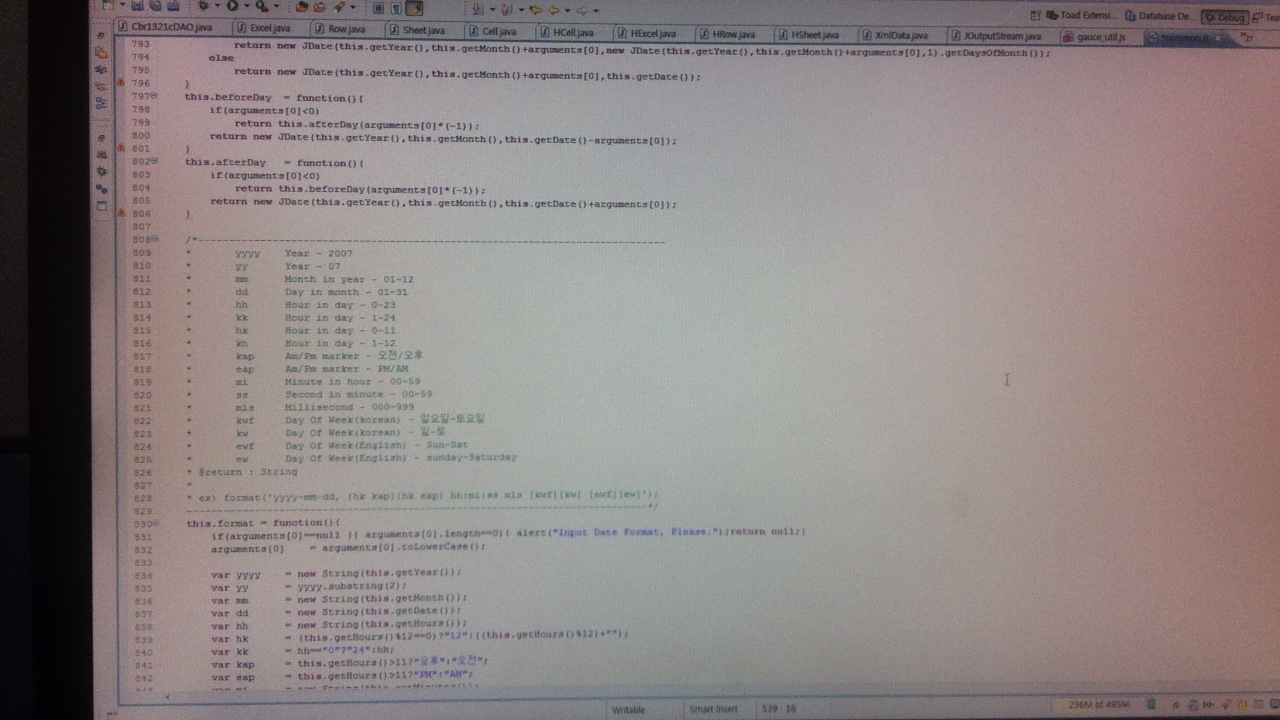 Toad Extensi... Database De... Debug Tea
Cbr1321cDAO.java Excel.java Row.java Sheet.java Cell.java HCell.java HExcel.java HRow.java HSheet.java XmlData.java JOutputStream.java gauce_util.js *common.js »27
793 return new JDate(this.getYear(),this.getMonth()+arguments[0],new JDate(this.getYear(),this.getMonth()+arguments[0],1).getDaysOfMonth());
794 else
795 return new JDate(this.getYear(),this.getMonth()+arguments[0],this.getDate());
796 }
797 this.beforeDay = function(){
798 if(arguments[0]<0)
799 return this.afterDay(arguments[0]*(-1));
800 return new JDate(this.getYear(),this.getMonth(),this.getDate()-arguments[0]);
801 }
802 this.afterDay = function(){
803 if(arguments[0]<0)
804 return this.beforeDay(arguments[0]*(-1));
805 return new JDate(this.getYear(),this.getMonth(),this.getDate()+arguments[0]);
806 }
807
808 /*------------------------------------------------------------------------
809 * yyyy Year - 2007
810 * yy Year - 07
811 * mm Month in year - 01-12
812 * dd Day in month - 01-31
813 * hh Hour in day - 0-23
814 * kk Hour in day - 1-24
815 * hk Hour in day - 0-11
816 * kh Hour in day - 1-12
817 * kap Am/Pm marker - 오전/오후
818 * eap Am/Pm marker - PM/AM
819 * mi Minute in hour - 00-59
820 * ss Second in minute - 00-59
821 * mls Millisecond - 000-999
822 * kwf Day Of Week(korean) - 일요일-토요일
823 * kw Day Of Week(korean) - 일-토
824 * ewf Day Of Week(English) - Sun-Sat
825 * ew Day Of Week(English) - sunday-Saturday
826 * @return : String
827 *
828 * ex) format('yyyy-mm-dd, (hk kap)(hk eap) hh:mi:ss mls [kwf][kw] [ewf][ew]');
829 ------------------------------------------------------------------------*/
830 this.format = function(){
831 if(arguments[0]==null || arguments[0].length==0){ alert("Input Date Format, Please.");return null;}
832 arguments[0] = arguments[0].toLowerCase();
833
834 var yyyy = new String(this.getYear());
835 var yy = yyyy.substring(2);
836 var mm = new String(this.getMonth());
837 var dd = new String(this.getDate());
838 var hh = new String(this.getHours());
839 var hk = (this.getHours()%12==0)?"12":((this.getHours()%12)+"");
840 var kk = hh=="0"?"24":hh;
841 var kap = this.getHours()>11?"오후":"오전";
842 var eap = this.getHours()>11?"PM":"AM";
Writable Smart Insert 539 : 18 236M of 495M